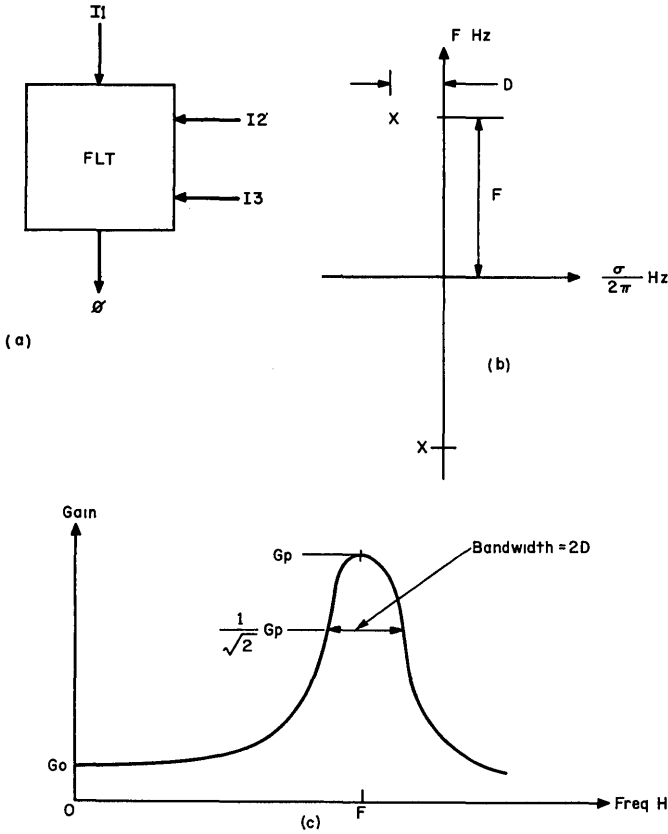 I1
I2
FLT
I3
Ø
(a)
F Hz
D
X
F
σ/2π Hz
(b)
X
Gain
Gp
Bandwidth = 2D
1/√2 Gp
Go
O
F
Freq H
(c)